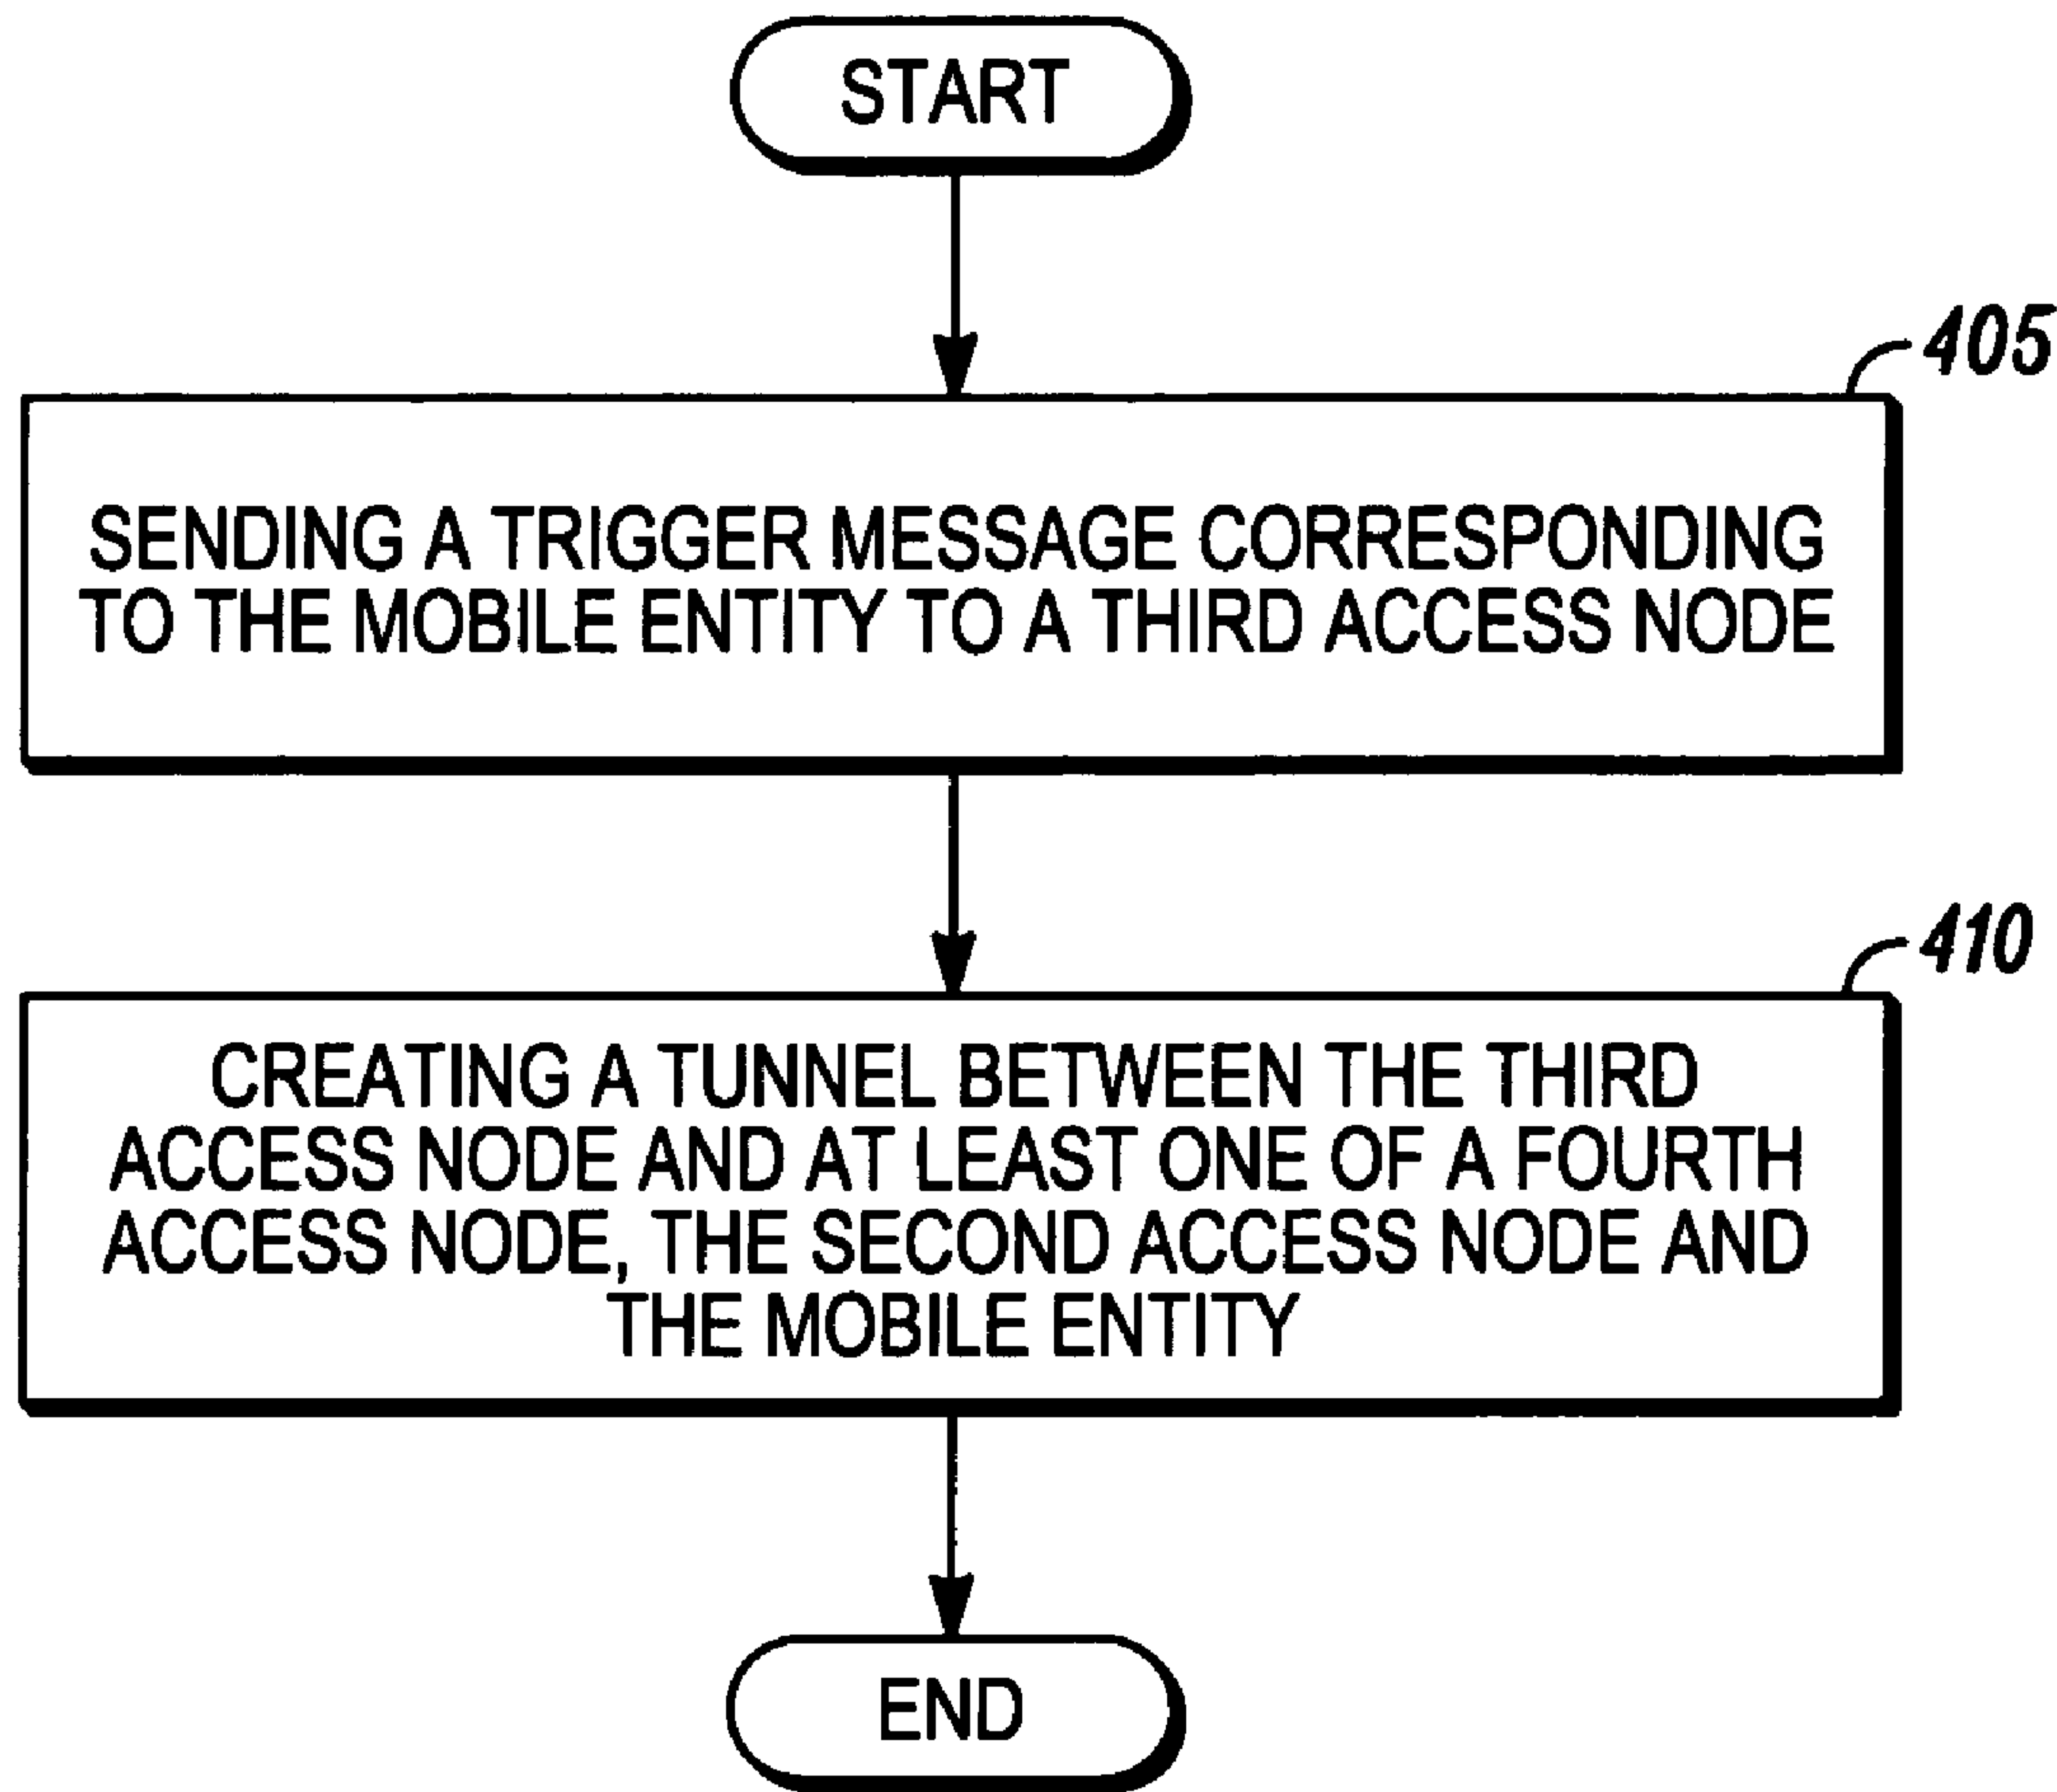 START
405
SENDING A TRIGGER MESSAGE CORRESPONDING
TO THE MOBILE ENTITY TO A THIRD ACCESS NODE
410
CREATING A TUNNEL BETWEEN THE THIRD
ACCESS NODE AND AT LEAST ONE OF A FOURTH
ACCESS NODE, THE SECOND ACCESS NODE AND
THE MOBILE ENTITY
END